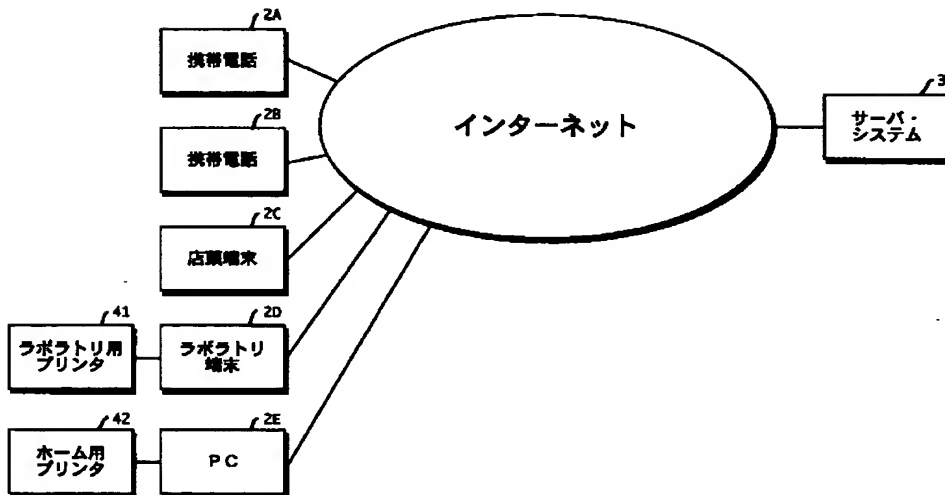 2A
携帯電話
インターネット
3
サーバ・
システム
2B
携帯電話
2C
店頭端末
41
ラボラトリ用
プリンタ
2D
ラボラトリ
端末
42
ホーム用
プリンタ
2E
PC